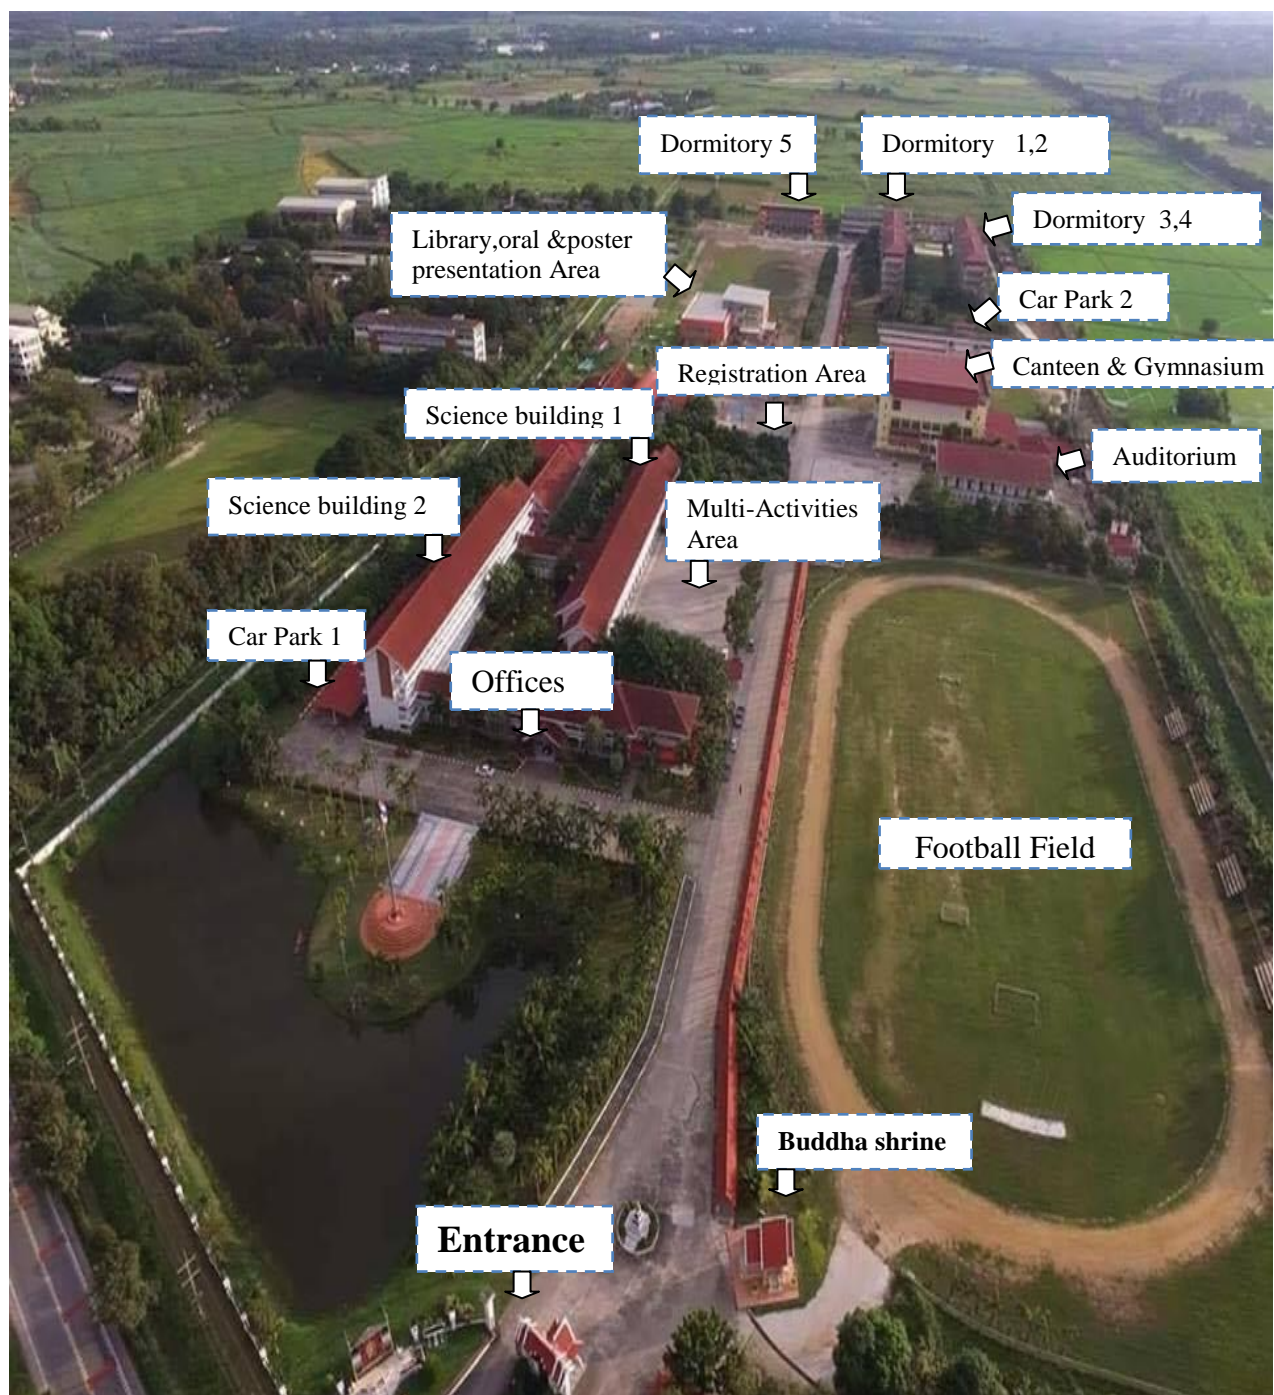 Dormitory 5
Dormitory 1,2
Dormitory 3,4
Library,oral &poster
presentation Area
Car Park 2
Registration Area
Canteen & Gymnasium
Science building 1
Auditorium
Science building 2
Multi-Activities
Area
Car Park 1
Offices
Football Field
Buddha shrine
Entrance